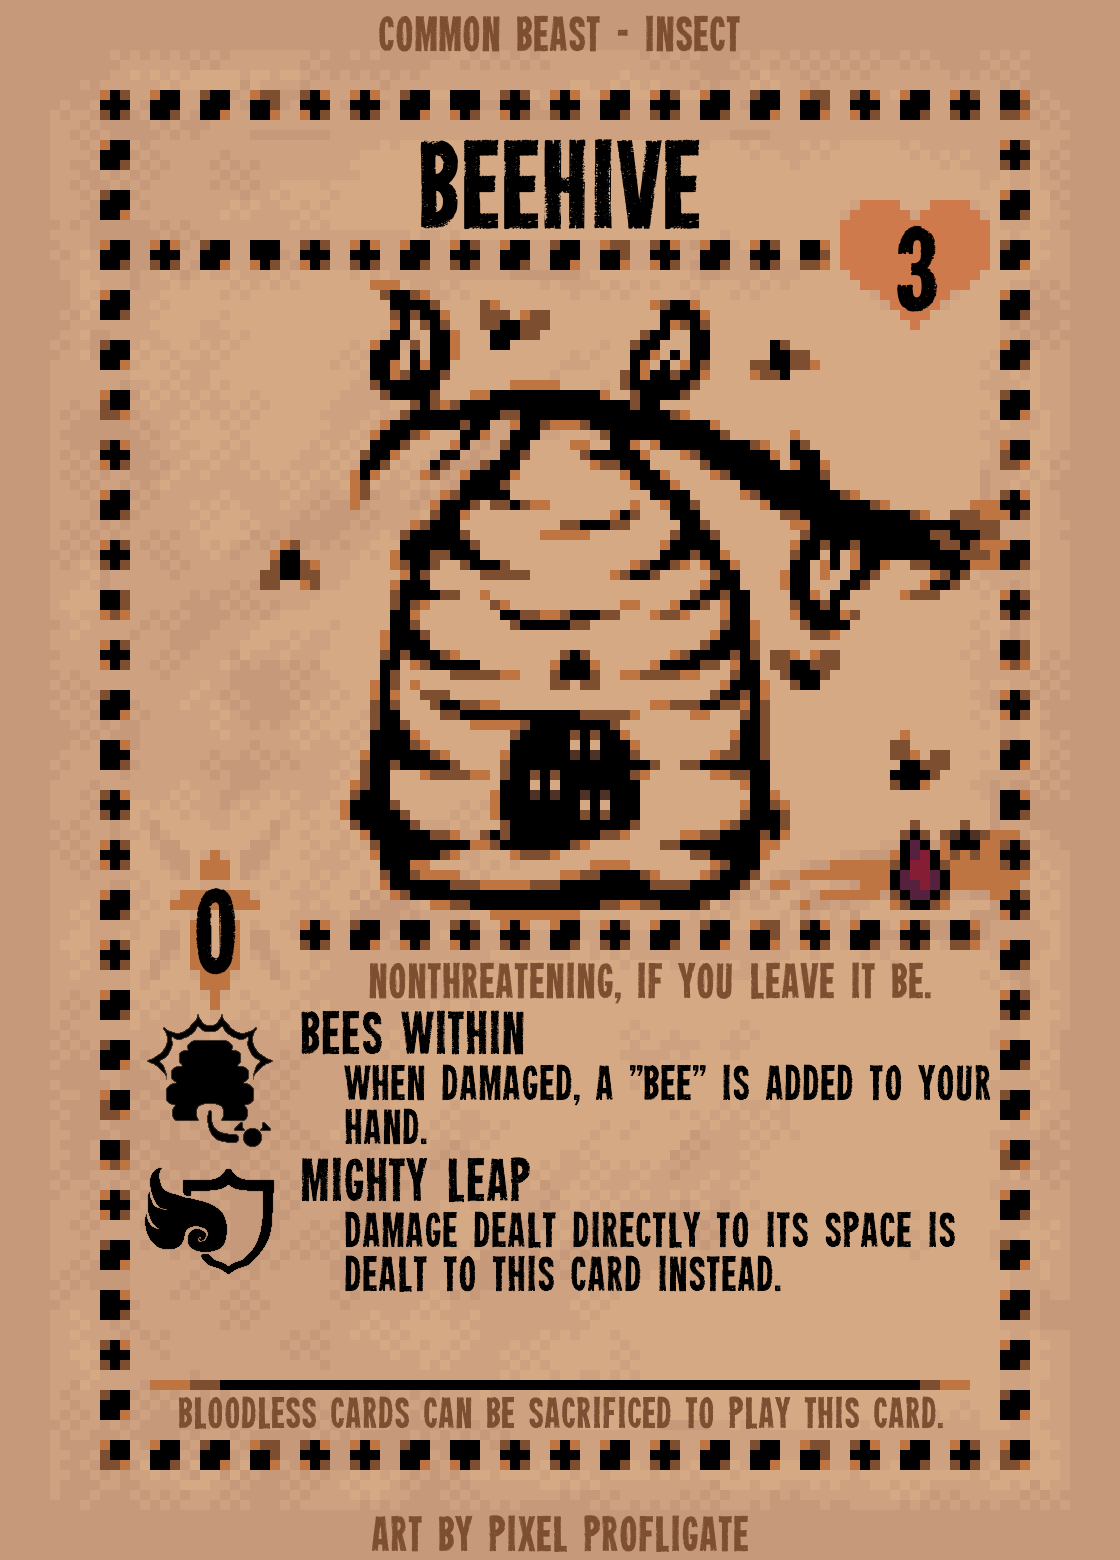 COMMON BEAST - INSECT
BEEHIVE
3
0
NONTHREATENING, IF YOU LEAVE IT BE.
BEES WITHIN
WHEN DAMAGED, A "BEE" IS ADDED TO YOUR
HAND.
MIGHTY LEAP
DAMAGE DEALT DIRECTLY TO ITS SPACE IS
DEALT TO THIS CARD INSTEAD.
BLOODLESS CARDS CAN BE SACRIFICED TO PLAY THIS CARD.
ART BY PIXEL PROFLIGATE